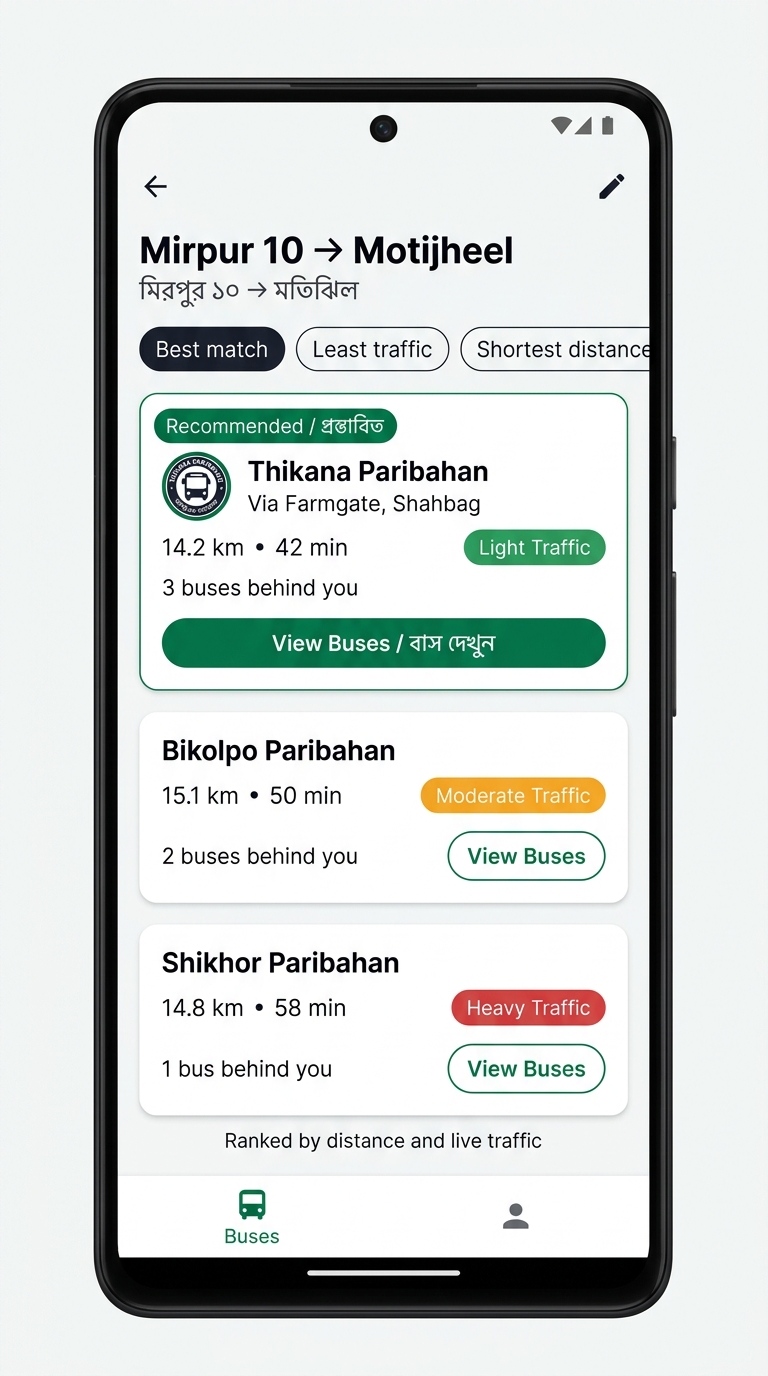 Mirpur 10 → Motijheel
মিরপুর ১০ → মতিঝিল
Best match
Least traffic
Shortest distance
Recommended / প্রস্তাবিত
Thikana Paribahan
Via Farmgate, Shahbag
14.2 km • 42 min
Light Traffic
3 buses behind you
View Buses / বাস দেখুন
Bikolpo Paribahan
15.1 km • 50 min
Moderate Traffic
2 buses behind you
View Buses
Shikhor Paribahan
14.8 km • 58 min
Heavy Traffic
1 bus behind you
View Buses
Ranked by distance and live traffic
Buses